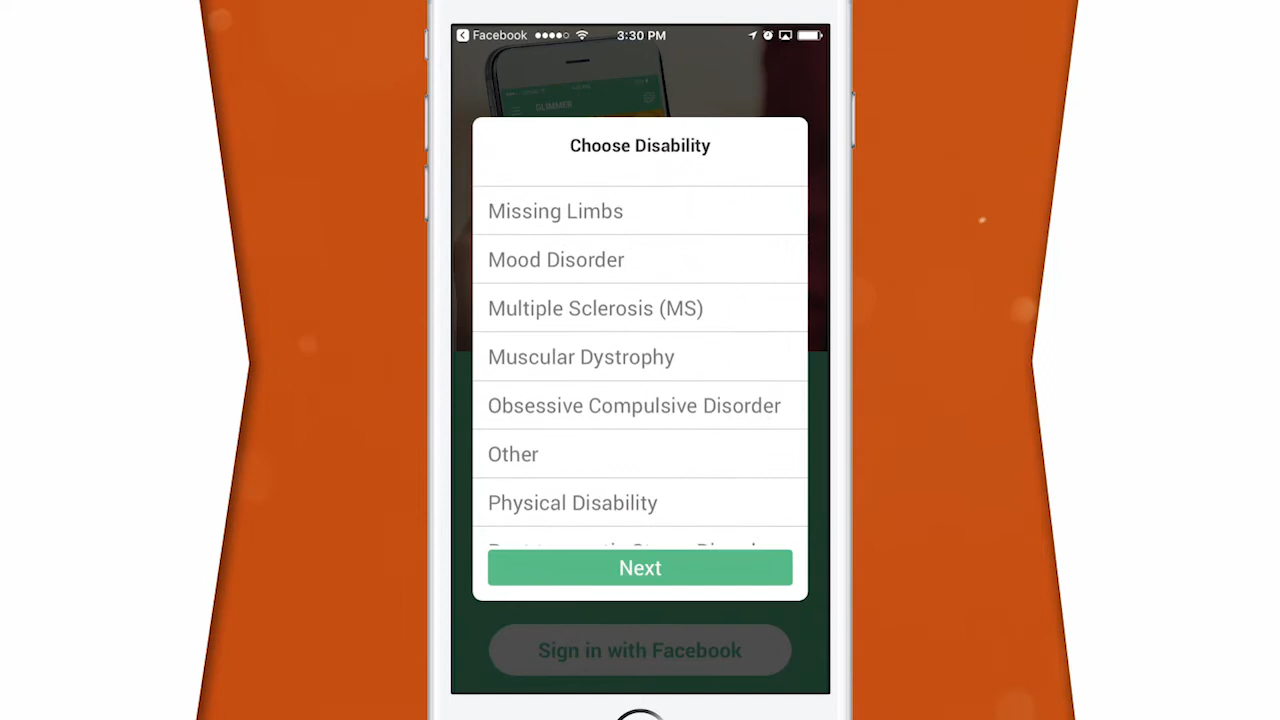 Facebook 3:30 PM
GLIMMER
Choose Disability
Missing Limbs
Mood Disorder
Multiple Sclerosis (MS)
Muscular Dystrophy
Obsessive Compulsive Disorder
Other
Physical Disability
Next
Sign in with Facebook